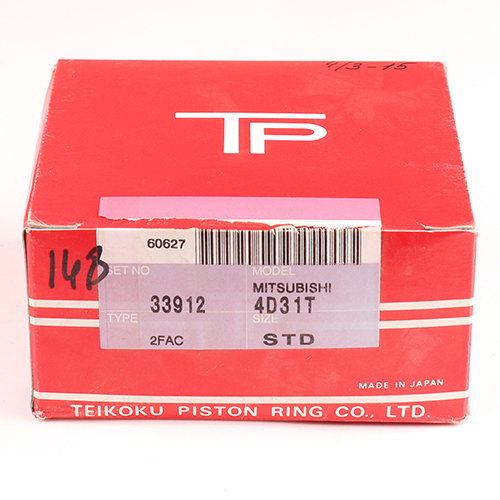 4/3-15
TP
60627
148
SET NO MODEL
MITSUBISHI
33912 4D31T
TYPE SIZE
2FAC STD
MADE IN JAPAN
TEIKOKU PISTON RING CO., LTD.